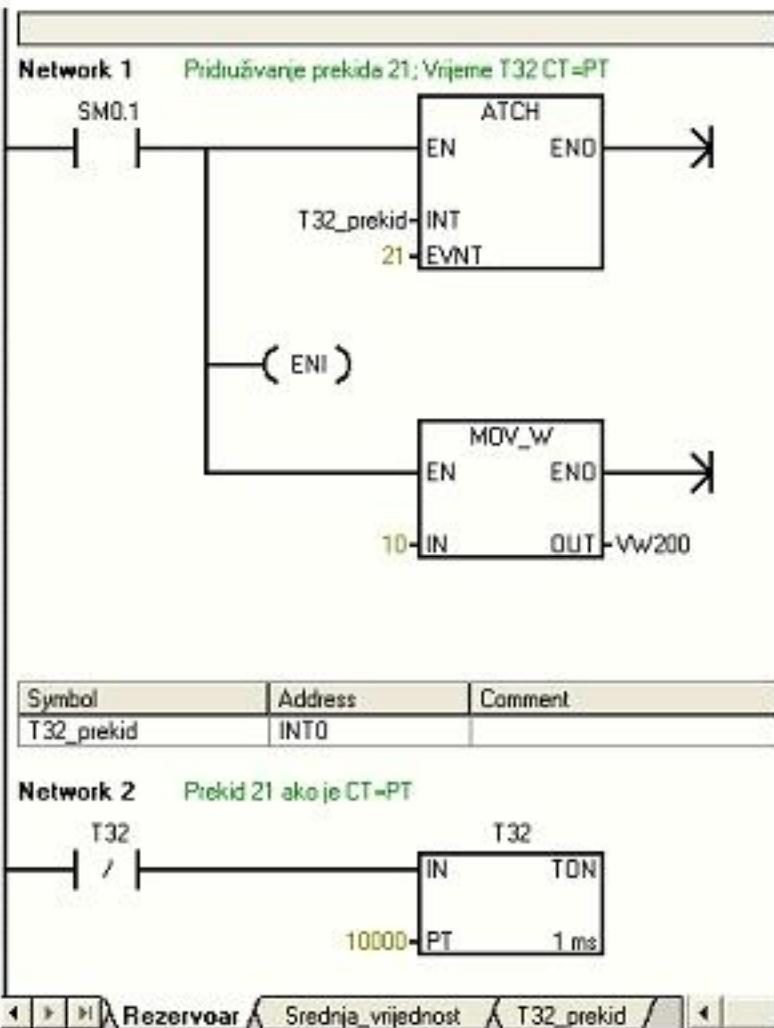 Network 1 Pridruživanje prekida 21; Vrijeme T32 CT=PT
SM0.1
ATCH
EN ENO
T32_prekid INT
21 EVNT
ENI
MOV_W
EN ENO
10 IN OUT VW200
Symbol Address Comment
T32_prekid INT0
Network 2 Prekid 21 ako je CT=PT
T32 T32
/ IN TON
10000 PT 1 ms
Rezervoar Srednja_vrijednost T32_prekid